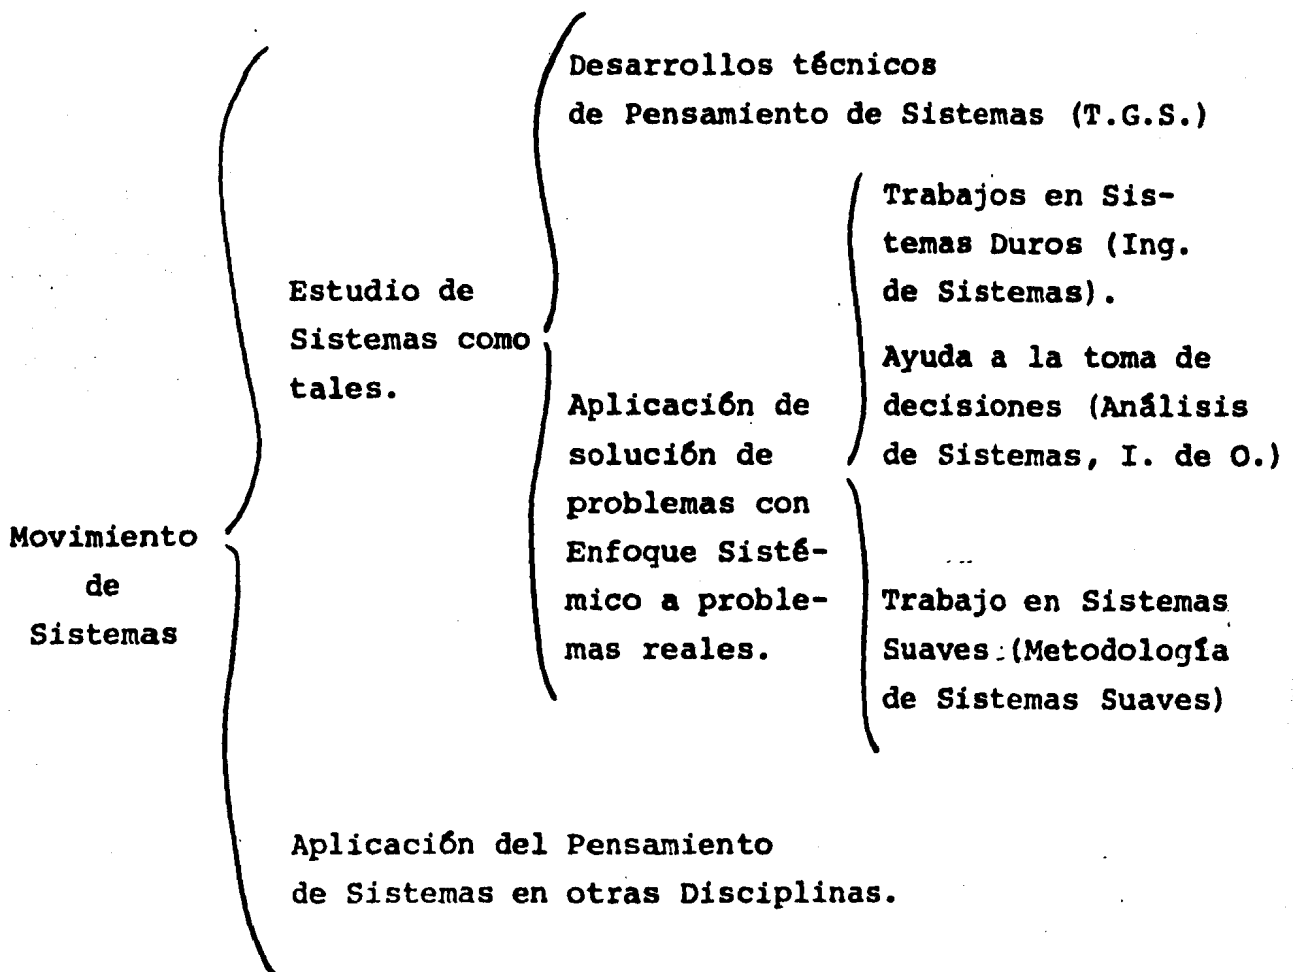 Movimiento
de
Sistemas
Estudio de
Sistemas como
tales.
Desarrollos técnicos
de Pensamiento de Sistemas (T.G.S.)
Aplicación de
solución de
problemas con
Enfoque Sisté-
mico a proble-
mas reales.
Trabajos en Sis-
temas Duros (Ing.
de Sistemas).
Ayuda a la toma de
decisiones (Análisis
de Sistemas, I. de O.)
Trabajo en Sistemas
Suaves (Metodología
de Sistemas Suaves)
Aplicación del Pensamiento
de Sistemas en otras Disciplinas.